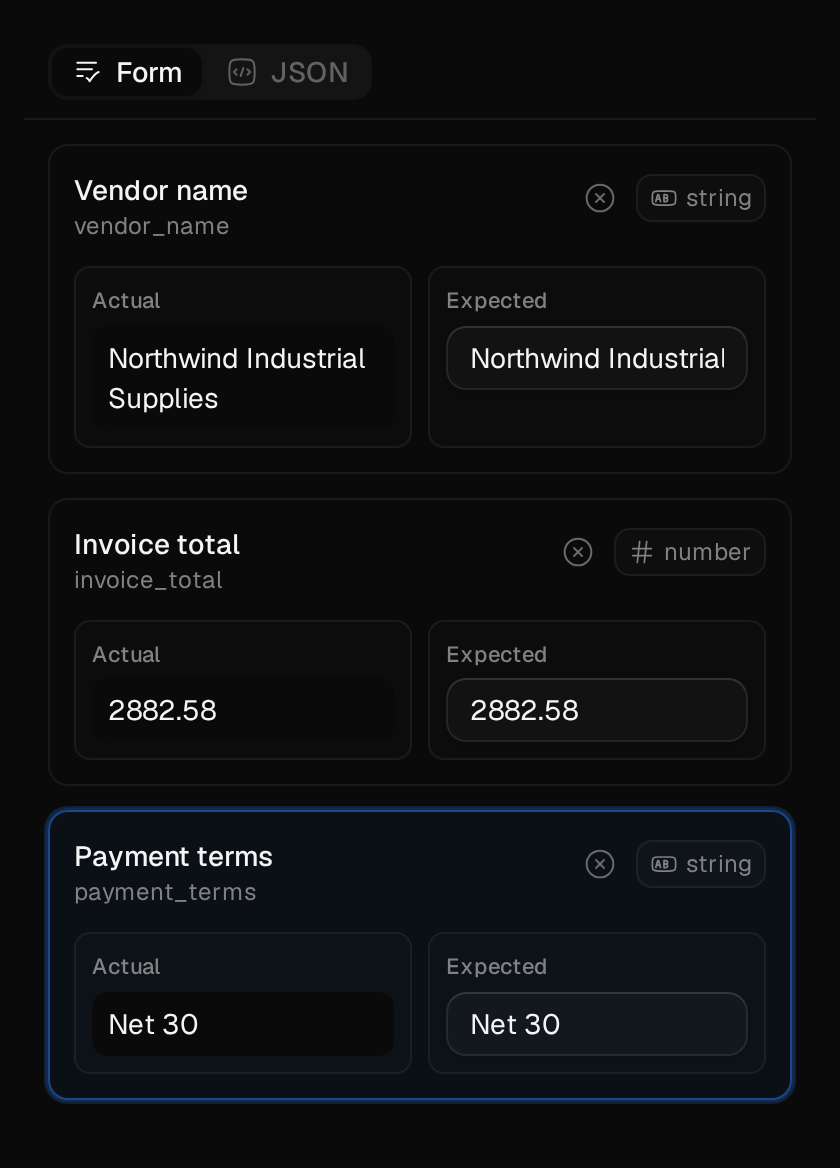 Form
JSON
Vendor name
vendor_name
string
Actual
Expected
Northwind Industrial
Supplies
Northwind Industrial
Invoice total
invoice_total
number
Actual
Expected
2882.58
2882.58
Payment terms
payment_terms
string
Actual
Expected
Net 30
Net 30